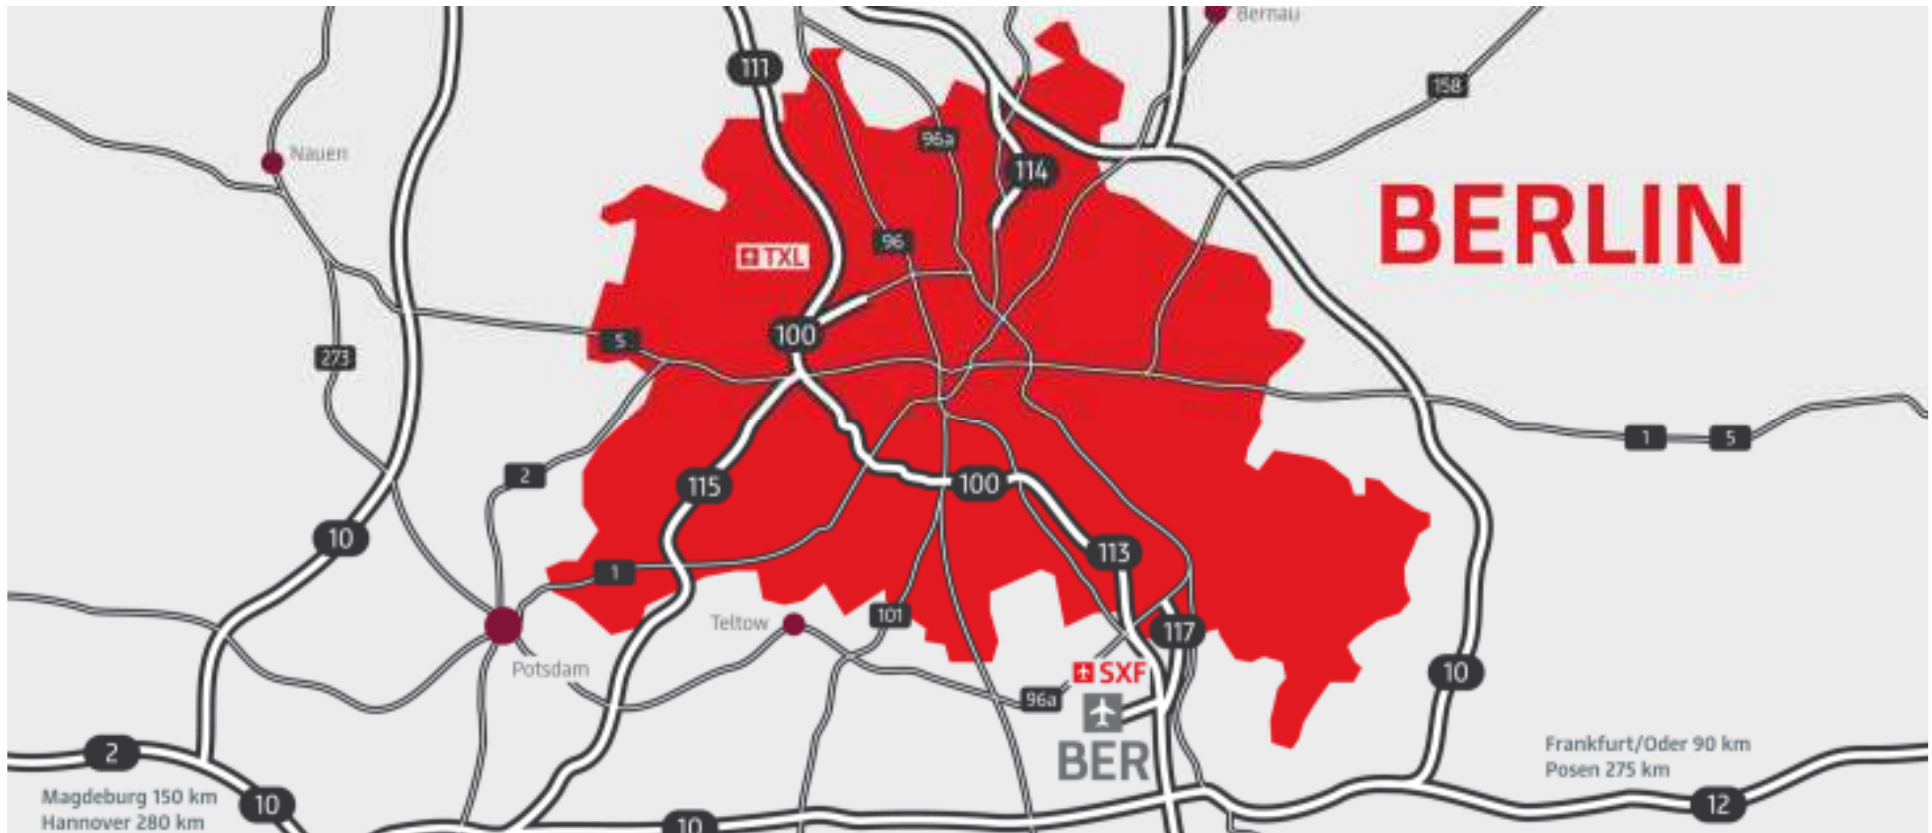 Bernau
111
158
96a
Nauen
114
BERLIN
96
TXL
100
5
273
1
5
2
115
100
10
113
1
101
Teltow
117
Potsdam
SXF
10
96a
BER
2
Frankfurt/Oder 90 km
Posen 275 km
Magdeburg 150 km
Hannover 280 km
10
12
10